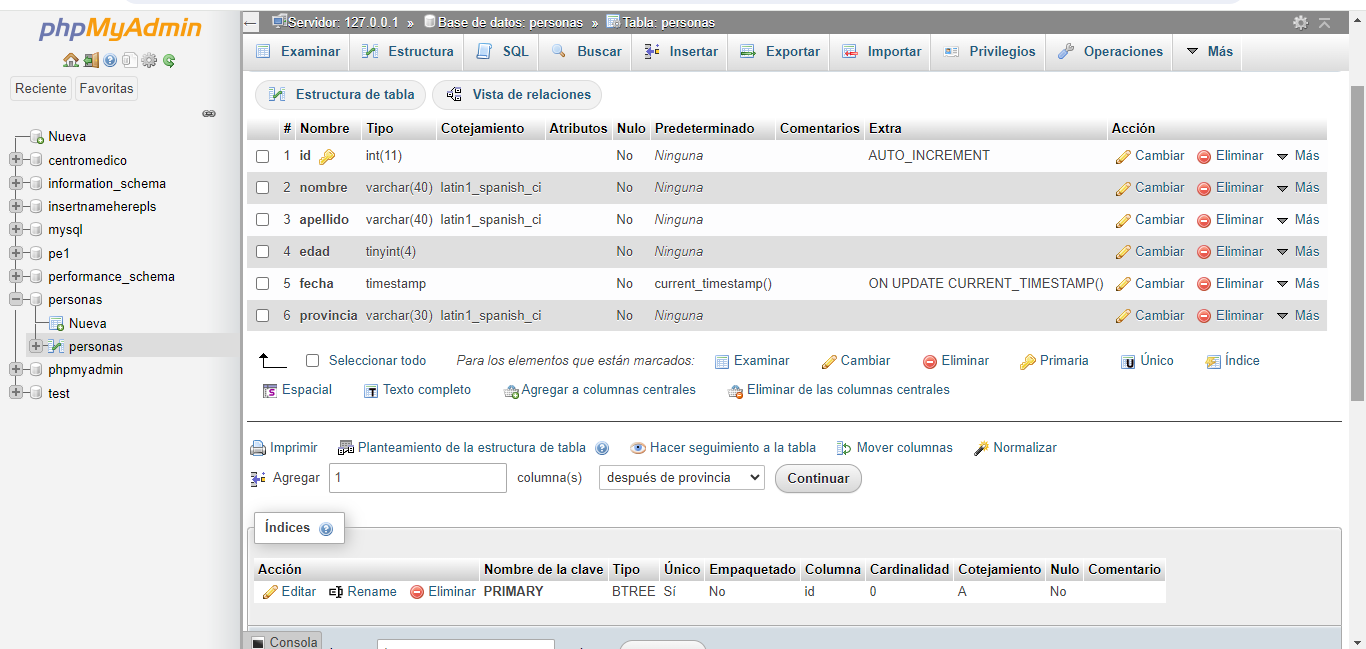 phpMyAdmin
Reciente Favoritas
Nueva
centromedico
information_schema
insertnameherepls
mysql
pe1
performance_schema
personas
Nueva
personas
phpmyadmin
test
Servidor: 127.0.0.1 » Base de datos: personas » Tabla: personas
Examinar Estructura SQL Buscar Insertar Exportar Importar Privilegios Operaciones Más
Estructura de tabla Vista de relaciones
# Nombre Tipo Cotejamiento Atributos Nulo Predeterminado Comentarios Extra Acción
1 id int(11) No Ninguna AUTO_INCREMENT Cambiar Eliminar Más
2 nombre varchar(40) latin1_spanish_ci No Ninguna Cambiar Eliminar Más
3 apellido varchar(40) latin1_spanish_ci No Ninguna Cambiar Eliminar Más
4 edad tinyint(4) No Ninguna Cambiar Eliminar Más
5 fecha timestamp No current_timestamp() ON UPDATE CURRENT_TIMESTAMP() Cambiar Eliminar Más
6 provincia varchar(30) latin1_spanish_ci No Ninguna Cambiar Eliminar Más
Seleccionar todo Para los elementos que están marcados: Examinar Cambiar Eliminar Primaria Único Índice
Espacial Texto completo Agregar a columnas centrales Eliminar de las columnas centrales
Imprimir Planteamiento de la estructura de tabla Hacer seguimiento a la tabla Mover columnas Normalizar
Agregar 1 columna(s) después de provincia Continuar
Índices
Acción Nombre de la clave Tipo Único Empaquetado Columna Cardinalidad Cotejamiento Nulo Comentario
Editar Rename Eliminar PRIMARY BTREE Sí No id 0 A No
Consola